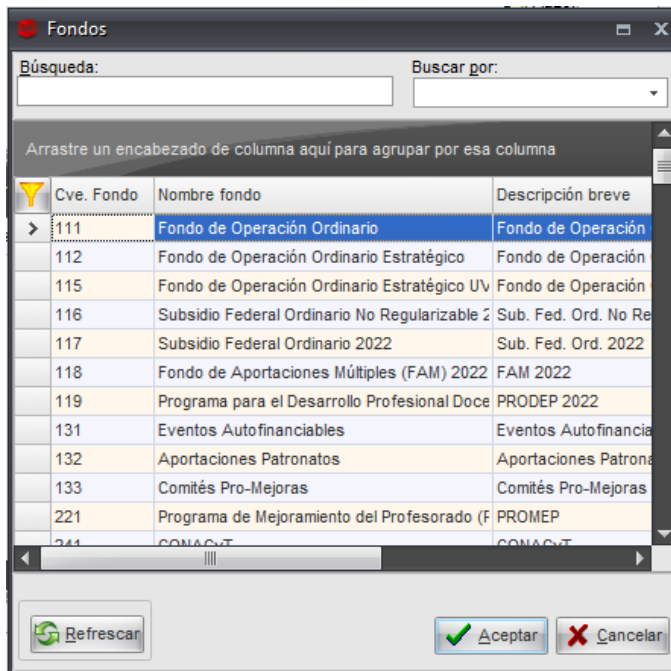 Fondos
Búsqueda: Buscar por:
Arrastre un encabezado de columna aquí para agrupar por esa columna
Cve. Fondo Nombre fondo Descripción breve
111 Fondo de Operación Ordinario Fondo de Operación
112 Fondo de Operación Ordinario Estratégico Fondo de Operación
115 Fondo de Operación Ordinario Estratégico UV Fondo de Operación
116 Subsidio Federal Ordinario No Regularizable 2 Sub. Fed. Ord. No Re
117 Subsidio Federal Ordinario 2022 Sub. Fed. Ord. 2022
118 Fondo de Aportaciones Múltiples (FAM) 2022 FAM 2022
119 Programa para el Desarrollo Profesional Doce PRODEP 2022
131 Eventos Autofinanciables Eventos Autofinancia
132 Aportaciones Patronatos Aportaciones Patrona
133 Comités Pro-Mejoras Comités Pro-Mejoras
221 Programa de Mejoramiento del Profesorado (P PROMEP
241 CONACyT CONACyT
Refrescar Aceptar Cancelar